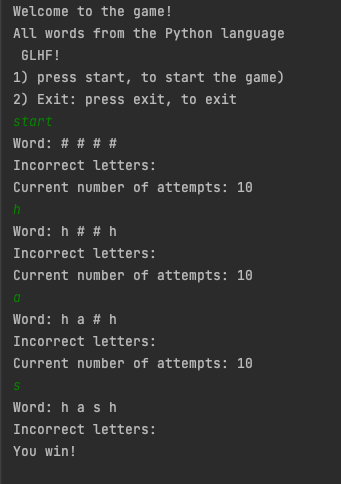 Welcome to the game!
All words from the Python language
 GLHF!
1) press start, to start the game)
2) Exit: press exit, to exit
start
Word: # # # #
Incorrect letters:
Current number of attempts: 10
h
Word: h # # h
Incorrect letters:
Current number of attempts: 10
a
Word: h a # h
Incorrect letters:
Current number of attempts: 10
s
Word: h a s h
Incorrect letters:
You win!